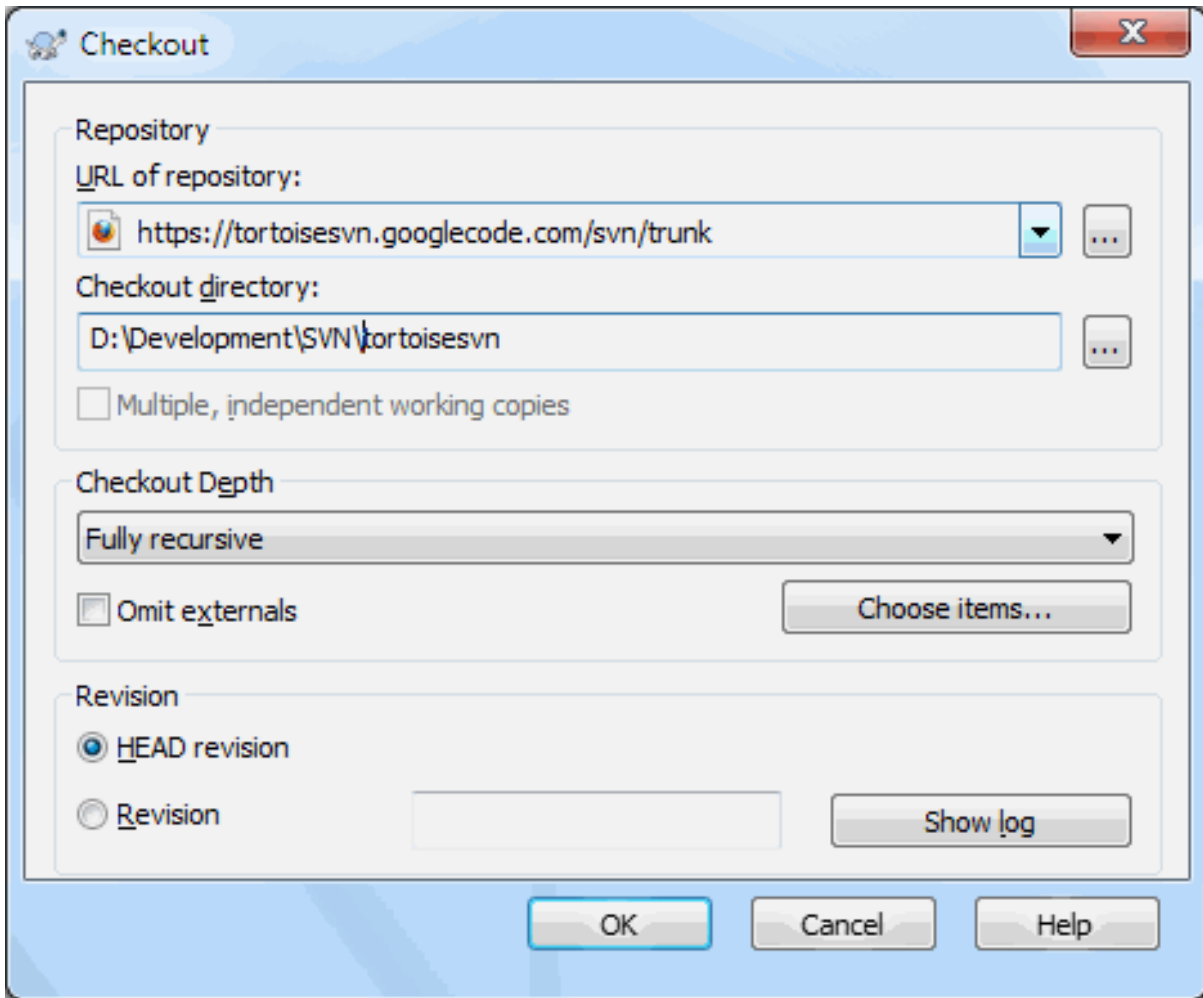 Checkout
Repository
URL of repository:
https://tortoisesvn.googlecode.com/svn/trunk
...
Checkout directory:
D:\Development\SVN\tortoisesvn
...
Multiple, independent working copies
Checkout Depth
Fully recursive
Omit externals
Choose items...
Revision
HEAD revision
Revision
Show log
OK
Cancel
Help